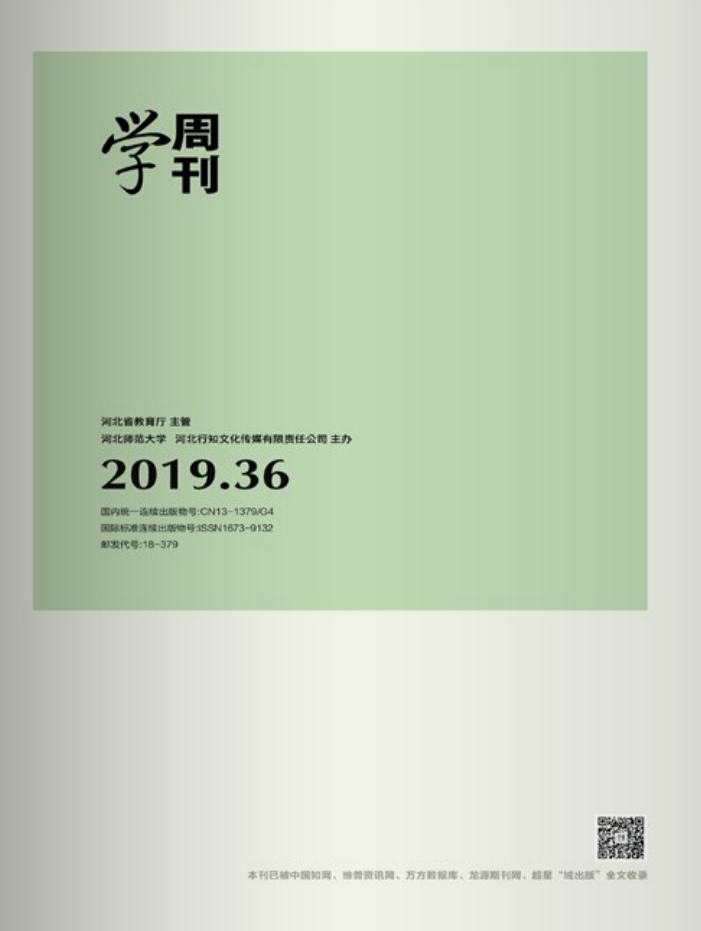 学周刊
河北省教育厅 主管
河北师范大学 河北行知文化传媒有限责任公司 主办
2019.36
国内统一连续出版物号:CN13-1379/G4
国际标准连续出版物号:ISSN1673-9132
邮发代号:18-379
本刊已被中国知网、维普资讯网、万方数据库、龙源期刊网、超星“域出版”全文收录